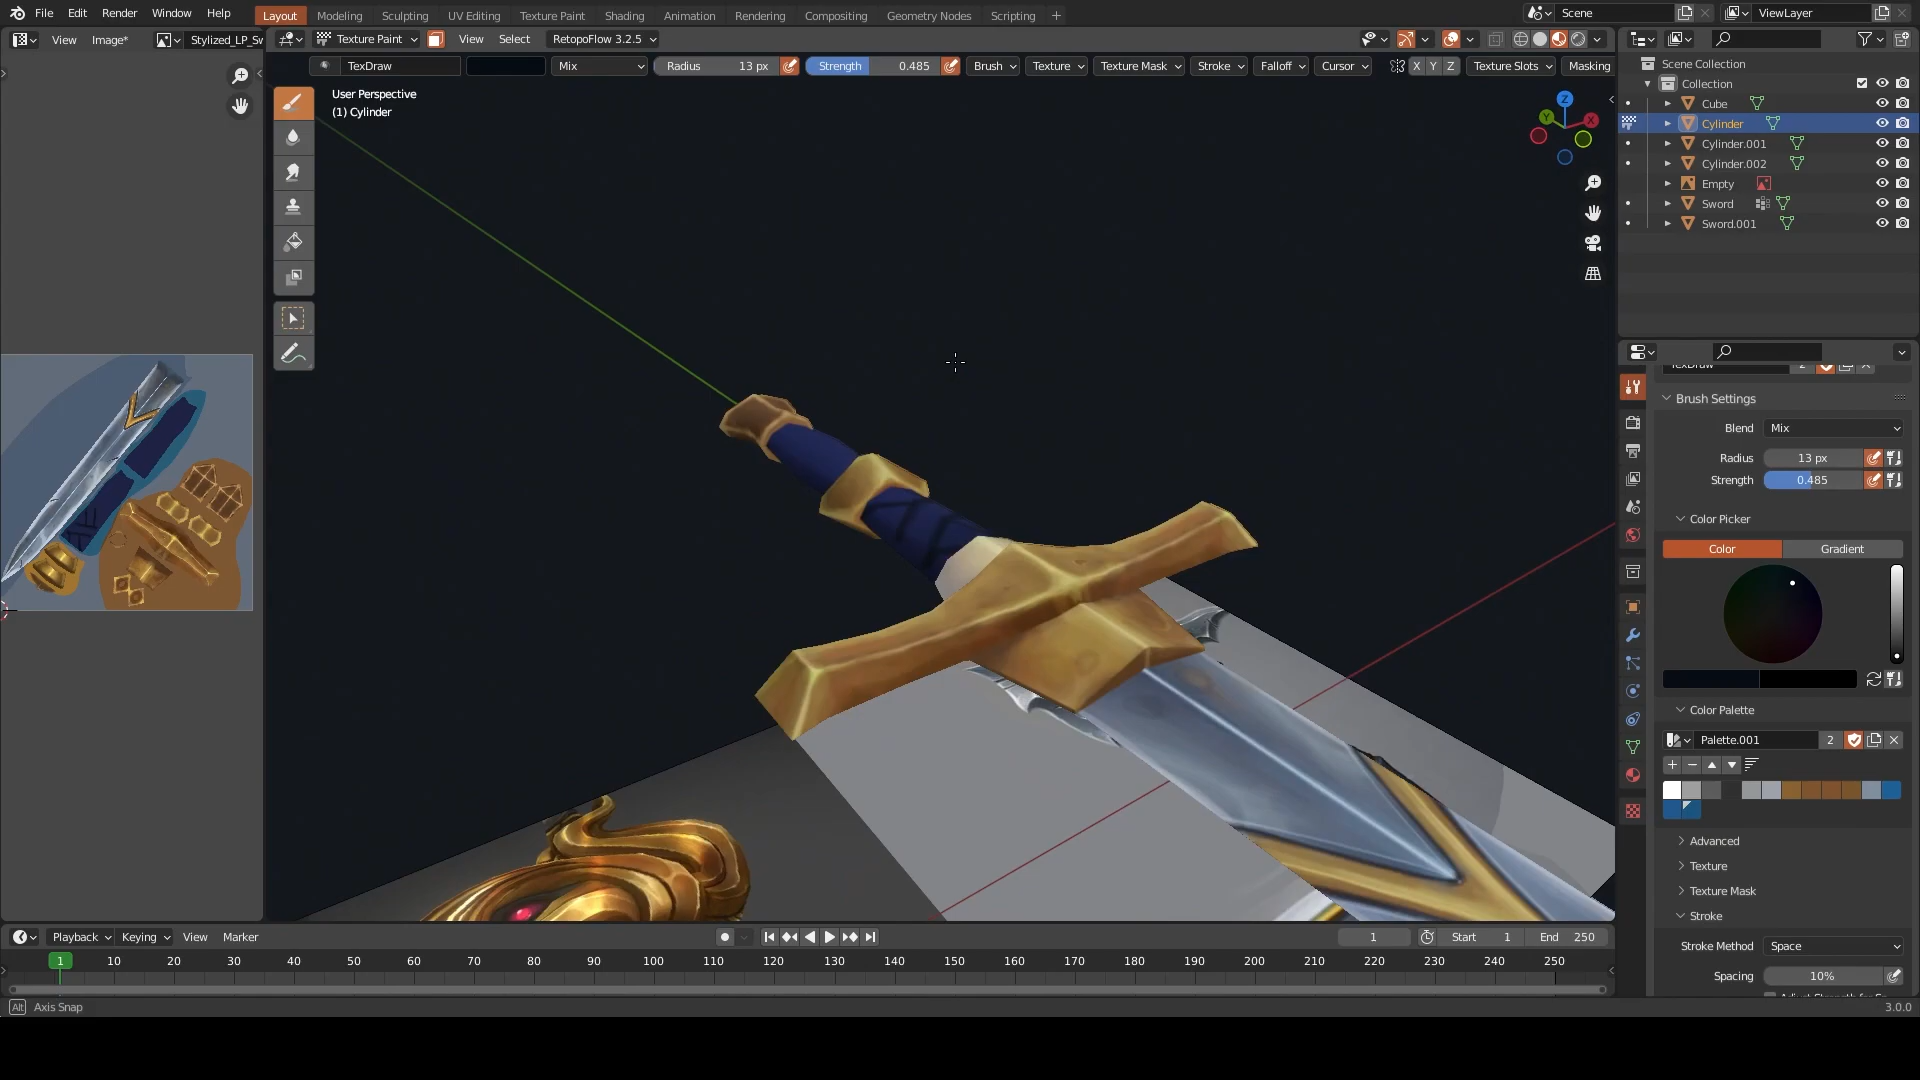 File Edit Render Window Help
Layout Modeling Sculpting UV Editing Texture Paint Shading Animation Rendering Compositing Geometry Nodes Scripting +
Scene
ViewLayer
View Image* Stylized_LP_Sw
Texture Paint View Select RetopoFlow 3.2.5
TexDraw Mix Radius 13 px Strength 0.485 Brush Texture Texture Mask Stroke Falloff Cursor X Y Z Texture Slots Masking
User Perspective
(1) Cylinder
Z
Y
X
Scene Collection
Collection
Cube
Cylinder
Cylinder.001
Cylinder.002
Empty
Sword
Sword.001
TexDraw 2
Brush Settings
Blend Mix
Radius 13 px
Strength 0.485
Color Picker
Color Gradient
Color Palette
Palette.001 2
Advanced
Texture
Texture Mask
Stroke
Stroke Method Space
Spacing 10%
Playback Keying View Marker
1 Start 1 End 250
1 10 20 30 40 50 60 70 80 90 100 110 120 130 140 150 160 170 180 190 200 210 220 230 240 250
Alt Axis Snap
3.0.0